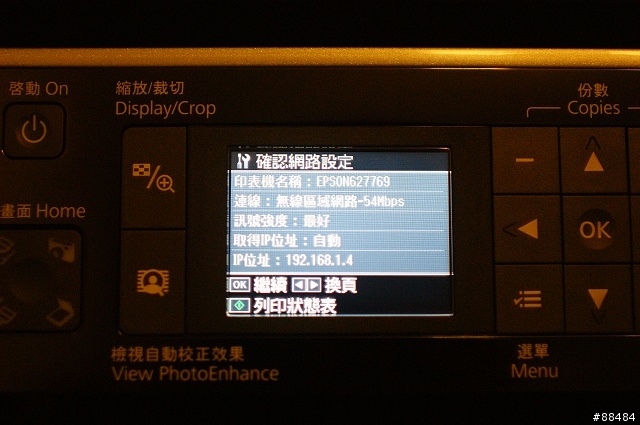 啓動 On
縮放/裁切
Display/Crop
份數
Copies
確認網路設定
印表機名稱：EPSON627769
連線：無線區域網路-54Mbps
訊號強度：最好
取得IP位址：自動
IP位址：192.168.1.4
OK 繼續 換頁
列印狀態表
畫面 Home
OK
檢視自動校正效果
View PhotoEnhance
選單
Menu
#88484